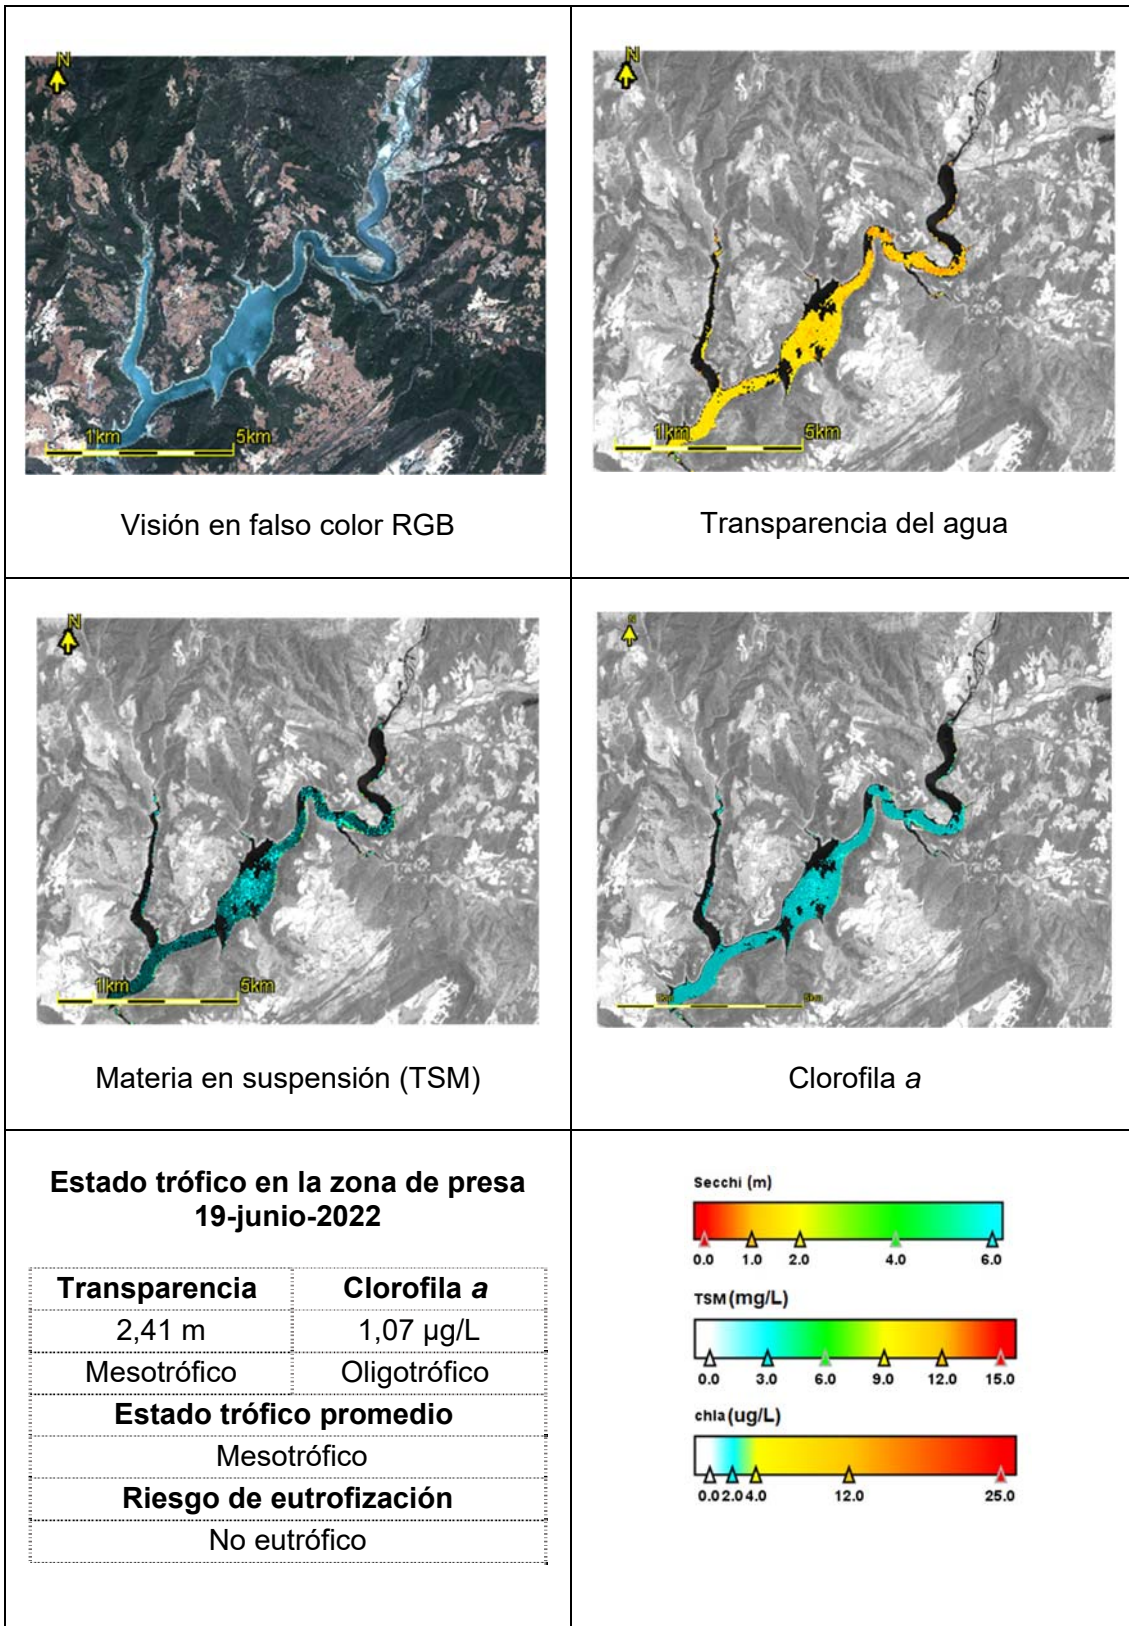 N
1km 5km
Visión en falso color RGB
N
1km 5km
Transparencia del agua
N
1km 5km
Materia en suspensión (TSM)
N
1km 5km
Clorofila a
Estado trófico en la zona de presa
19-junio-2022
Transparencia Clorofila a
2,41 m 1,07 µg/L
Mesotrófico Oligotrófico
Estado trófico promedio
Mesotrófico
Riesgo de eutrofización
No eutrófico
Secchi (m)
0.0 1.0 2.0 4.0 6.0
TSM (mg/L)
0.0 3.0 6.0 9.0 12.0 15.0
chla (ug/L)
0.0 2.0 4.0 12.0 25.0